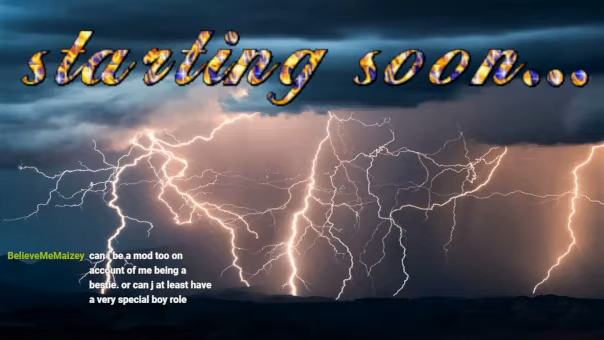 starting soon...
BelieveMeMaizey can i be a mod too on
account of me being a
bestie. or can j at least have
a very special boy role